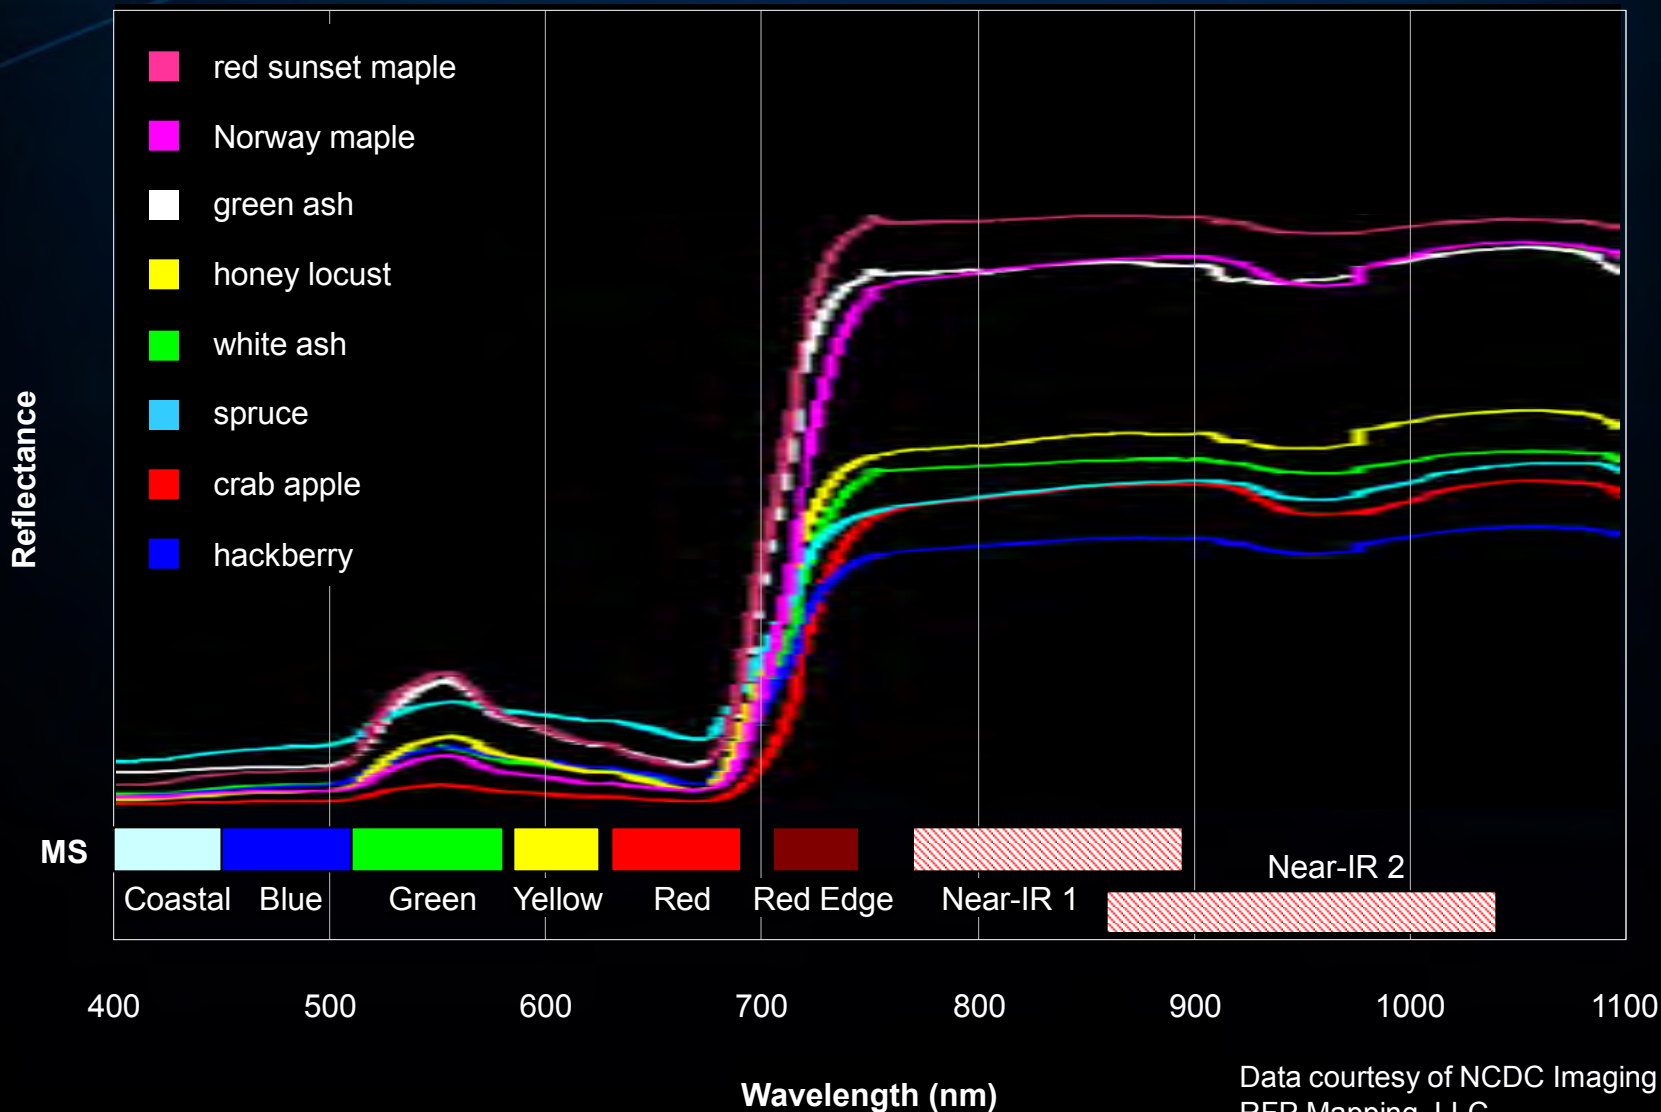 red sunset maple
Norway maple
green ash
honey locust
white ash
spruce
crab apple
hackberry
Reflectance
MS
Coastal Blue Green Yellow Red Red Edge Near-IR 1
Near-IR 2
400 500 600 700 800 900 1000 1100
Wavelength (nm)
Data courtesy of NCDC Imaging
Mapping, LLC